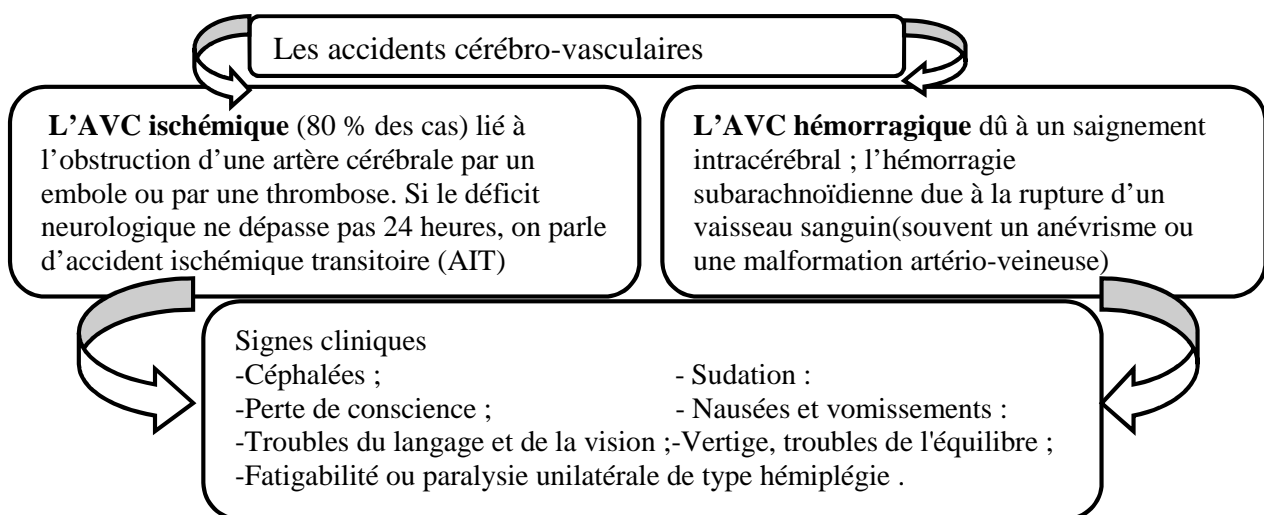 Les accidents cérébro-vasculaires
L’AVC ischémique (80 % des cas) lié à
l’obstruction d’une artère cérébrale par un
embole ou par une thrombose. Si le déficit
neurologique ne dépasse pas 24 heures, on parle
d’accident ischémique transitoire (AIT)
L’AVC hémorragique dû à un saignement
intracérébral ; l’hémorragie
subarachnoïdienne due à la rupture d’un
vaisseau sanguin(souvent un anévrisme ou
une malformation artério-veineuse)
Signes cliniques
-Céphalées ; - Sudation :
-Perte de conscience ; - Nausées et vomissements :
-Troubles du langage et de la vision ;-Vertige, troubles de l'équilibre ;
-Fatigabilité ou paralysie unilatérale de type hémiplégie .